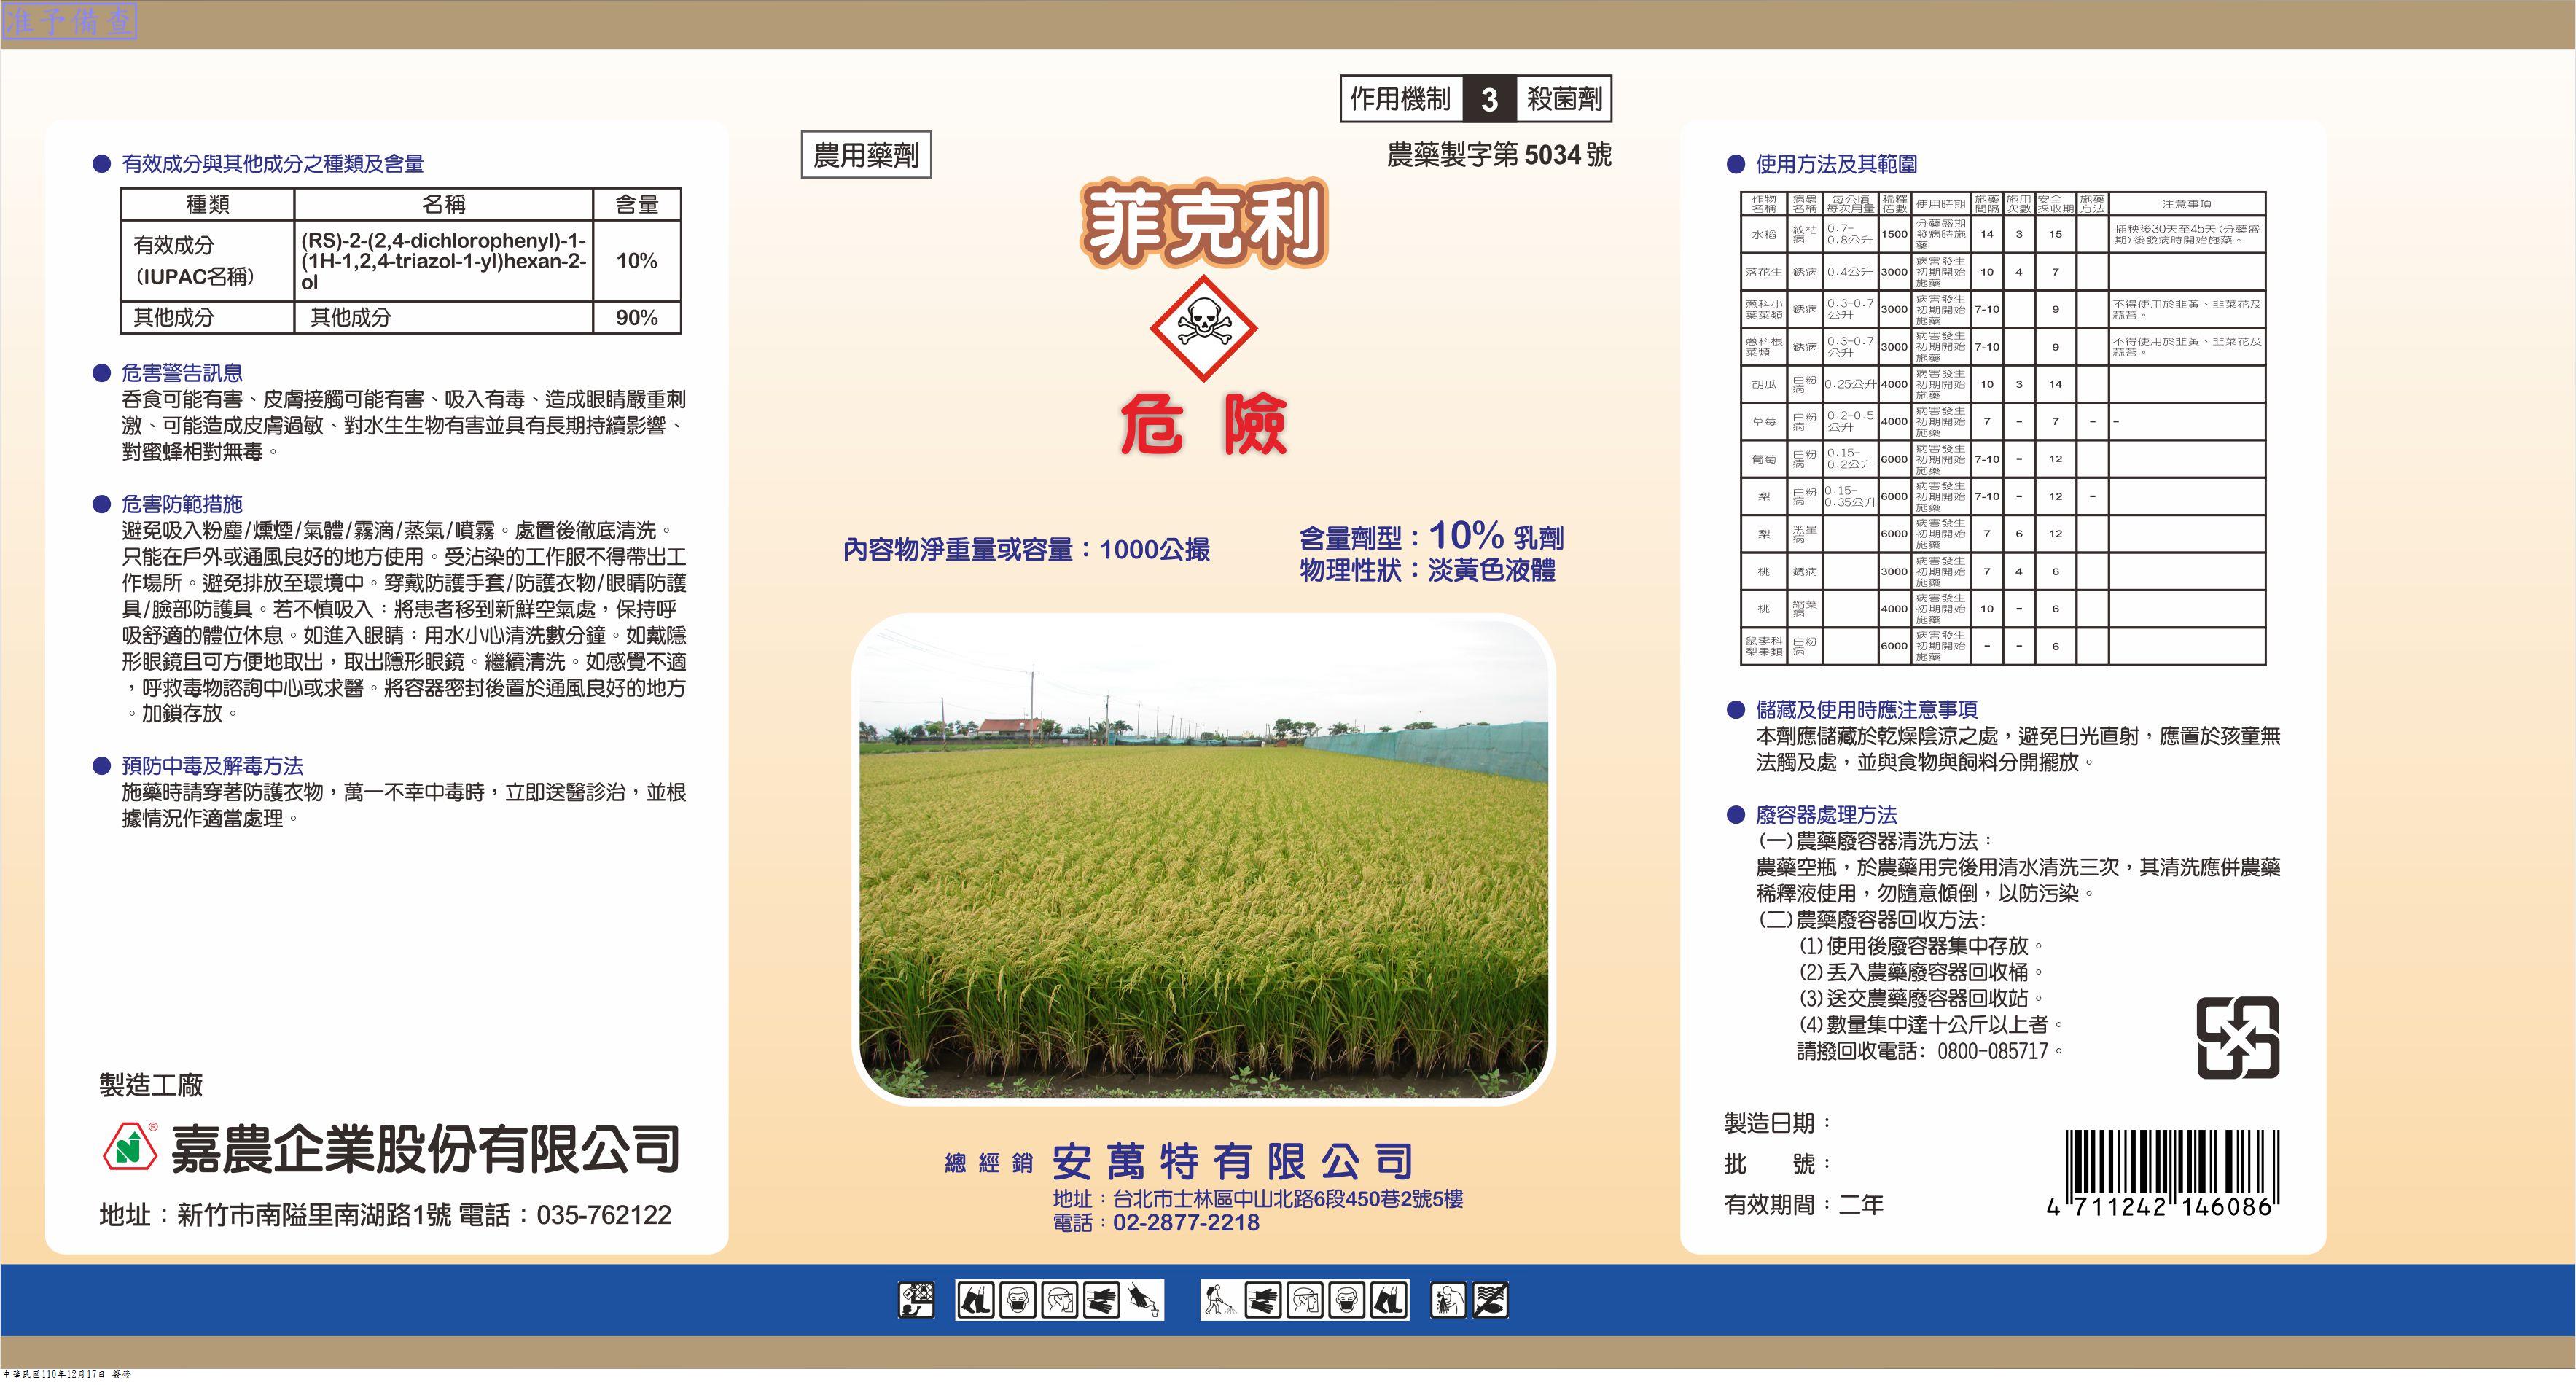 准予備查
● 有效成分與其他成分之種類及含量
種類 名稱 含量
有效成分
(IUPAC名稱)
(RS)-2-(2,4-dichlorophenyl)-1-
(1H-1,2,4-triazol-1-yl)hexan-2-
ol
10%
其他成分 其他成分 90%
● 危害警告訊息
吞食可能有害、皮膚接觸可能有害、吸入有毒、造成眼睛嚴重刺
激、可能造成皮膚過敏、對水生生物有害並具有長期持續影響、
對蜜蜂相對無毒。
● 危害防範措施
避免吸入粉塵/燻煙/氣體/霧滴/蒸氣/噴霧。處置後徹底清洗。
只能在戶外或通風良好的地方使用。受沾染的工作服不得帶出工
作場所。避免排放至環境中。穿戴防護手套/防護衣物/眼睛防護
具/臉部防護具。若不慎吸入：將患者移到新鮮空氣處，保持呼
吸舒適的體位休息。如進入眼睛：用水小心清洗數分鐘。如戴隱
形眼鏡且可方便地取出，取出隱形眼鏡。繼續清洗。如感覺不適
，呼救毒物諮詢中心或求醫。將容器密封後置於通風良好的地方
。加鎖存放。
● 預防中毒及解毒方法
施藥時請穿著防護衣物，萬一不幸中毒時，立即送醫診治，並根
據情況作適當處理。
製造工廠
® 嘉農企業股份有限公司
地址：新竹市南隘里南湖路1號 電話：035-762122
作用機制 3 殺菌劑
農用藥劑
農藥製字第 5034 號
菲克利
危險
內容物淨重量或容量：1000公撮
含量劑型：10% 乳劑
物理性狀：淡黃色液體
總經銷 安萬特有限公司
地址：台北市士林區中山北路6段450巷2號5樓
電話：02-2877-2218
● 使用方法及其範圍
作物名稱 病蟲名稱 每公頃每次用量 稀釋倍數 使用時期 施藥間隔 施用次數 安全採收期 施藥方法 注意事項
水稻 紋枯病 0.7-0.8公升 1500 分蘗盛期發病時施藥 14 3 15 插秧後30天至45天(分蘗盛期)後發病時開始施藥。
落花生 銹病 0.4公升 3000 病害發生初期開始施藥 10 4 7
蔥科小葉菜類 銹病 0.3-0.7公升 3000 病害發生初期開始施藥 7-10 9 不得使用於韭黃、韭菜花及蒜苔。
蔥科根菜類 銹病 0.3-0.7公升 3000 病害發生初期開始施藥 7-10 9 不得使用於韭黃、韭菜花及蒜苔。
胡瓜 白粉病 0.25公升 4000 病害發生初期開始施藥 10 3 14
草莓 白粉病 0.2-0.5公升 4000 病害發生初期開始施藥 7 - 7 - -
葡萄 白粉病 0.15-0.2公升 6000 病害發生初期開始施藥 7-10 - 12
梨 白粉病 0.15-0.35公升 6000 病害發生初期開始施藥 7-10 - 12 -
梨 黑星病 6000 病害發生初期開始施藥 7 6 12
桃 銹病 3000 病害發生初期開始施藥 7 4 6
桃 縮葉病 4000 病害發生初期開始施藥 10 - 6
鼠李科梨果類 白粉病 6000 病害發生初期開始施藥 - - 6
● 儲藏及使用時應注意事項
本劑應儲藏於乾燥陰涼之處，避免日光直射，應置於孩童無
法觸及處，並與食物與飼料分開擺放。
● 廢容器處理方法
(一)農藥廢容器清洗方法：
農藥空瓶，於農藥用完後用清水清洗三次，其清洗應併農藥
稀釋液使用，勿隨意傾倒，以防污染。
(二)農藥廢容器回收方法:
(1)使用後廢容器集中存放。
(2)丟入農藥廢容器回收桶。
(3)送交農藥廢容器回收站。
(4)數量集中達十公斤以上者。
請撥回收電話: 0800-085717。
製造日期：
批 號：
有效期間：二年
4 711242 146086
中華民國110年12月17日 簽發